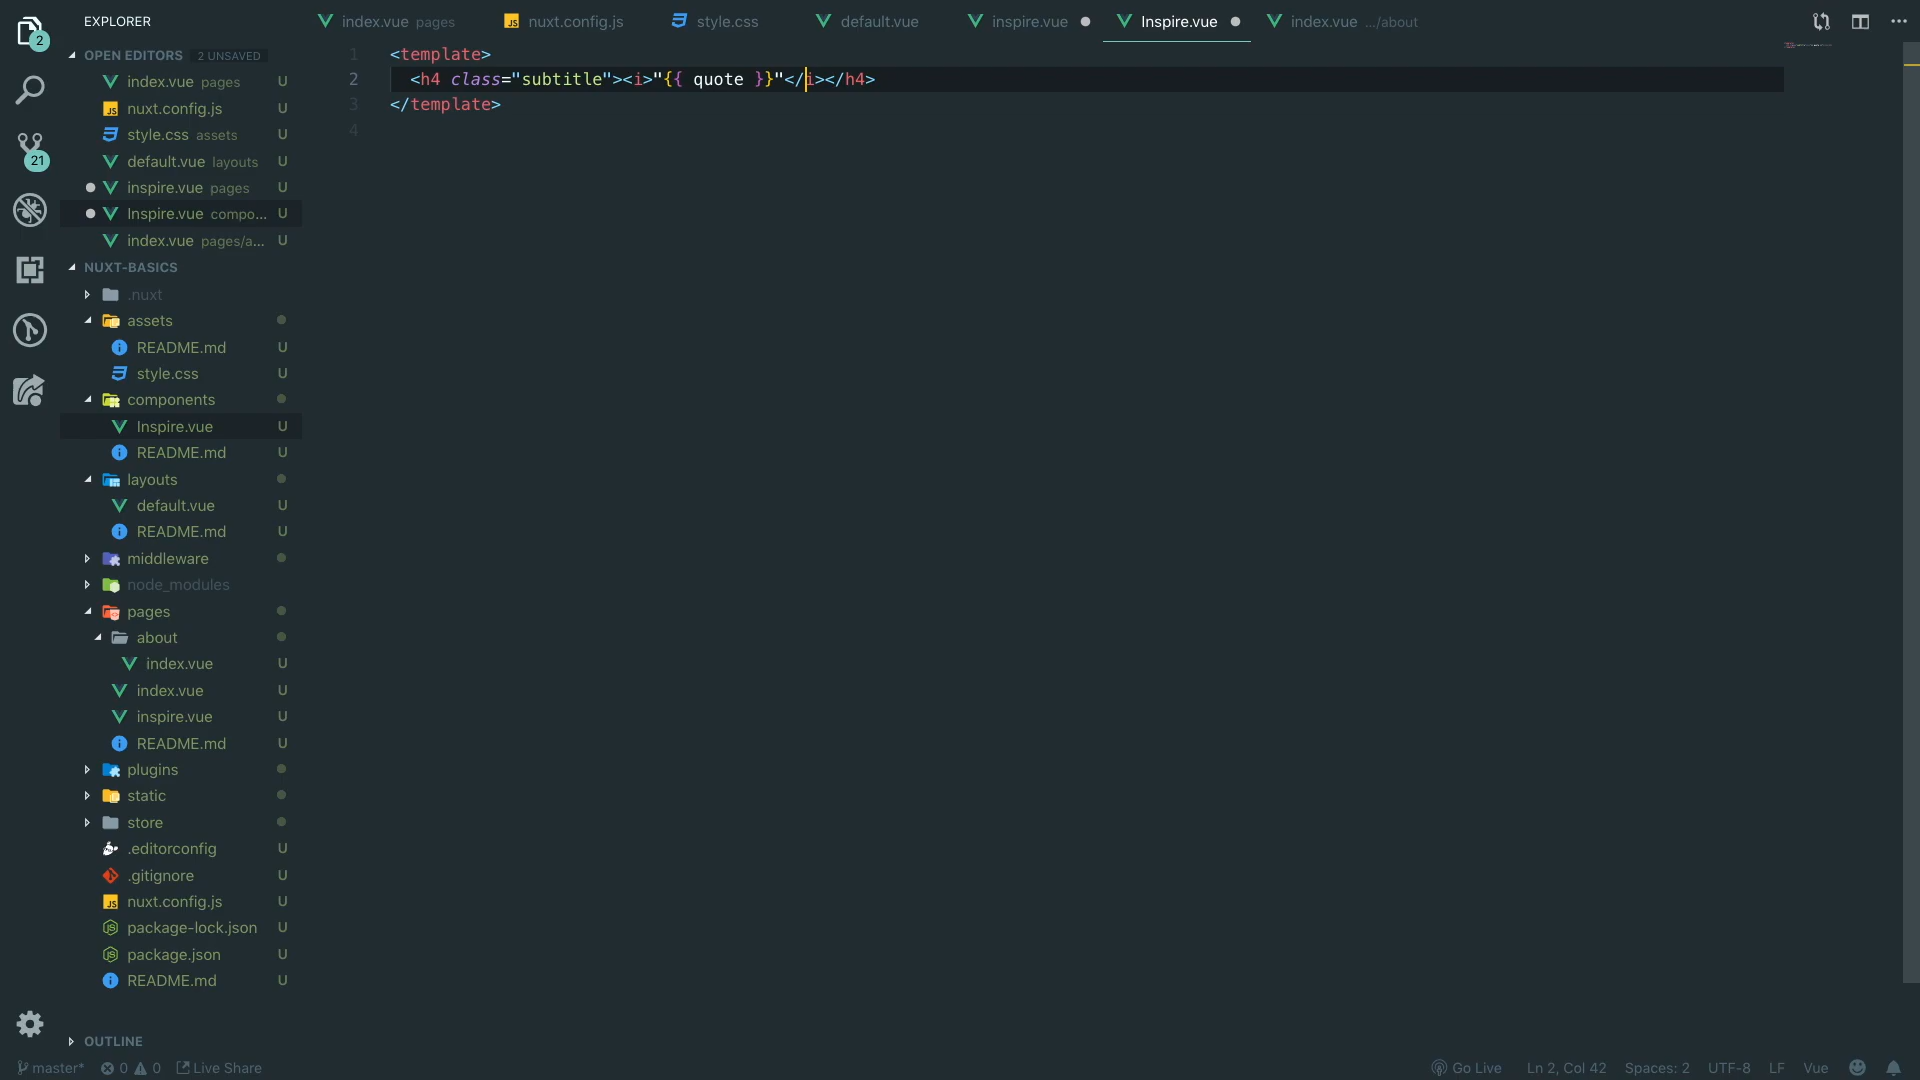 EXPLORER
index.vue pages
nuxt.config.js
style.css
default.vue
inspire.vue
Inspire.vue
index.vue .../about
2
OPEN EDITORS 2 UNSAVED
index.vue pages U
nuxt.config.js U
style.css assets U
default.vue layouts U
inspire.vue pages U
Inspire.vue compo... U
index.vue pages/a... U
21
NUXT-BASICS
.nuxt
assets
README.md U
style.css U
components
Inspire.vue U
README.md U
layouts
default.vue U
README.md U
middleware
node_modules
pages
about
index.vue U
index.vue U
inspire.vue U
README.md U
plugins
static
store
.editorconfig U
.gitignore U
nuxt.config.js U
package-lock.json U
package.json U
README.md U
OUTLINE
1 <template>
2 <h4 class="subtitle"><i>"{{ quote }}"</i></h4>
3 </template>
4
master* 0 0 Live Share
Go Live Ln 2, Col 42 Spaces: 2 UTF-8 LF Vue